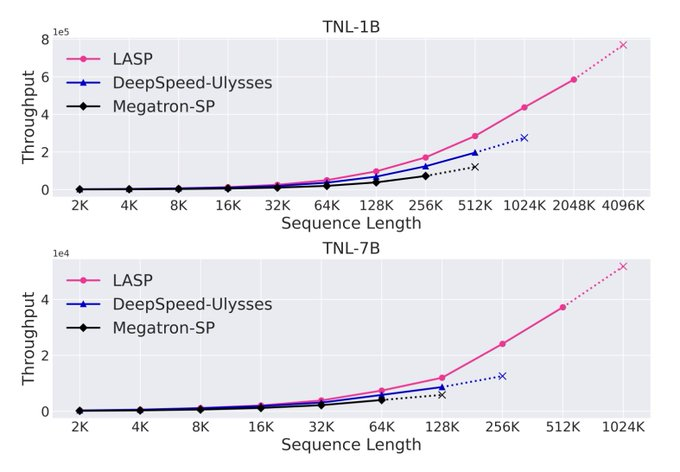 TNL-1B
1e5
8
6
4
2
0
Throughput
LASP
DeepSpeed-Ulysses
Megatron-SP
2K 4K 8K 16K 32K 64K 128K 256K 512K 1024K 2048K 4096K
Sequence Length
TNL-7B
1e4
4
2
0
Throughput
LASP
DeepSpeed-Ulysses
Megatron-SP
2K 4K 8K 16K 32K 64K 128K 256K 512K 1024K
Sequence Length